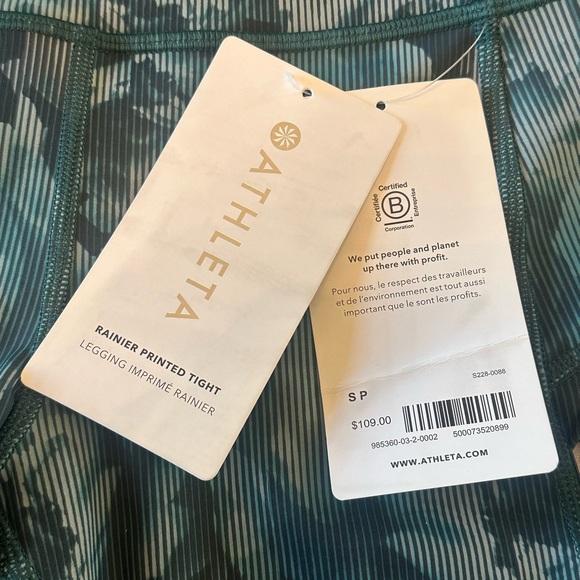 ATHLETA
RAINIER PRINTED TIGHT
LEGGING IMPRIMÉ RAINIER
Certified
Certifiée
B
Entreprise
Corporation
We put people and planet
up there with profit.
Pour nous, le respect des travailleurs
et de l'environnement est tout aussi
important que le sont les profits.
S228-0088
S P
$109.00
985360-03-2-0002 500073520899
WWW.ATHLETA.COM